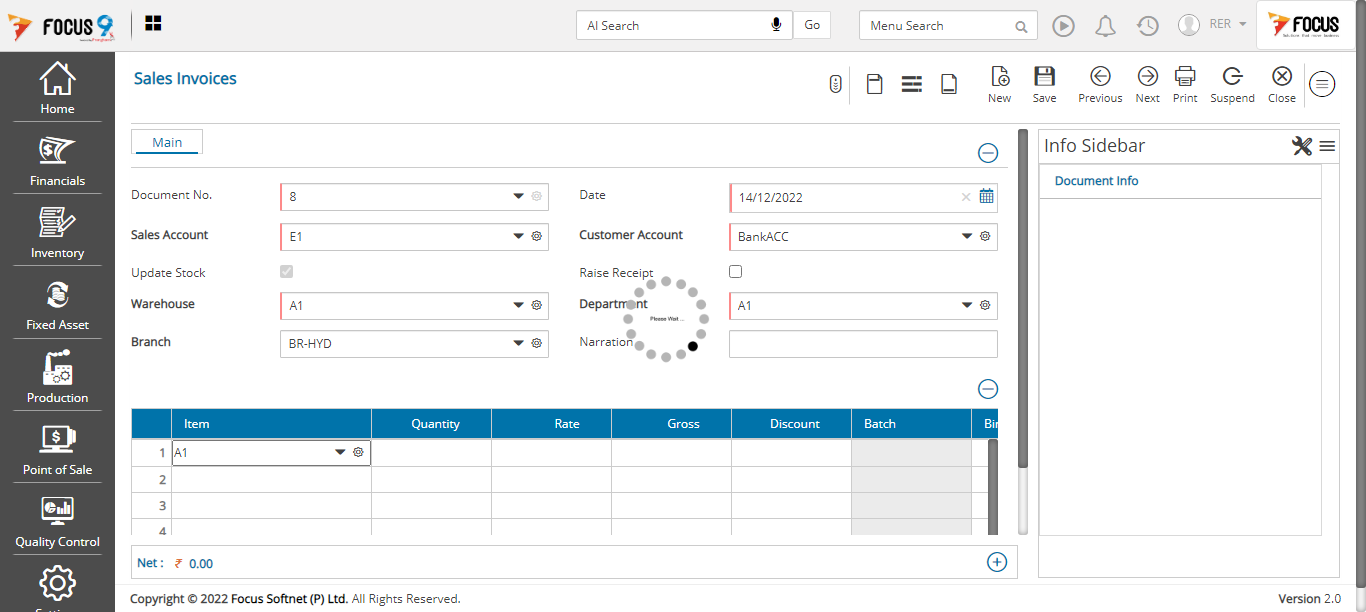 FOCUS 9
AI Search
Go
Menu Search
RER
FOCUS
Home
Financials
Inventory
Fixed Asset
Production
Point of Sale
Quality Control
Sales Invoices
New
Save
Previous
Next
Print
Suspend
Close
Main
Document No.
8
Date
14/12/2022
Sales Account
E1
Customer Account
BankACC
Update Stock
Raise Receipt
Warehouse
A1
Department
A1
Please Wait ...
Branch
BR-HYD
Narration
Item Quantity Rate Gross Discount Batch
1 A1
2
3
4
Net : ₹ 0.00
Info Sidebar
Document Info
Copyright © 2022 Focus Softnet (P) Ltd. All Rights Reserved.
Version 2.0